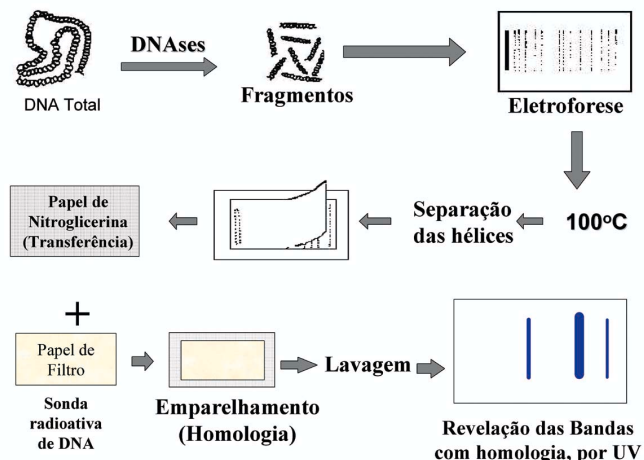 DNAses
DNA Total
Fragmentos
Eletroforese
100ºC
Separação
das hélices
Papel de
Nitroglicerina
(Transferência)
+
Papel de
Filtro
Sonda
radioativa
de DNA
Emparelhamento
(Homologia)
Lavagem
Revelação das Bandas
com homologia, por UV